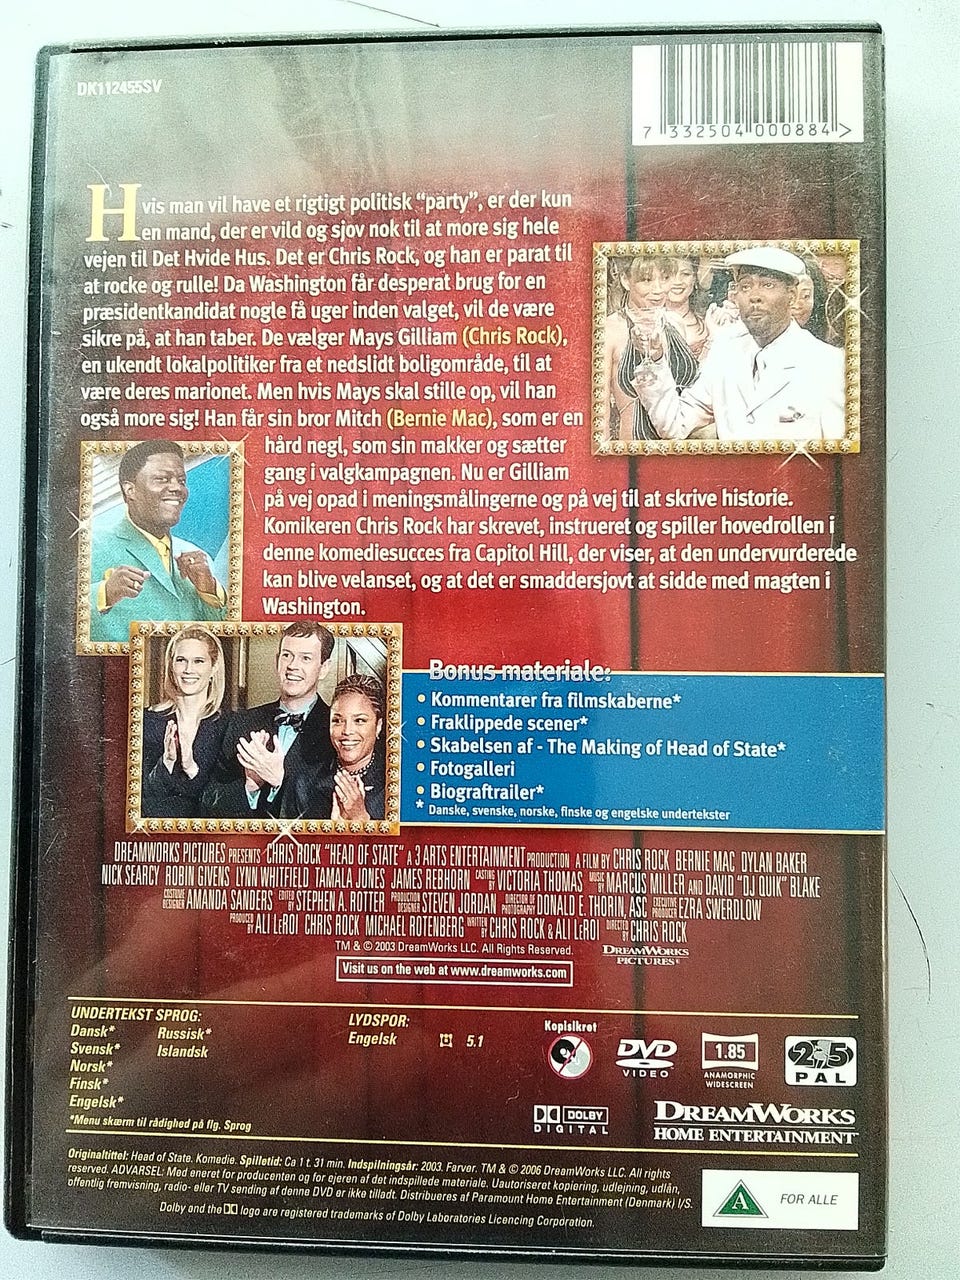 DK112455SV
7 332504 000884 >
Hvis man vil have et rigtigt politisk “party”, er der kun
en mand, der er vild og sjov nok til at more sig hele
vejen til Det Hvide Hus. Det er Chris Rock, og han er parat til
at rocke og rulle! Da Washington får desperat brug for en
præsidentkandidat nogle få uger inden valget, vil de være
sikre på, at han taber. De vælger Mays Gilliam (Chris Rock),
en ukendt lokalpolitiker fra et nedslidt boligområde, til at
være deres marionet. Men hvis Mays skal stille op, vil han
også more sig! Han får sin bror Mitch (Bernie Mac), som er en
hård negl, som sin makker og sætter
gang i valgkampagnen. Nu er Gilliam
på vej opad i meningsmålingerne og på vej til at skrive historie.
Komikeren Chris Rock har skrevet, instrueret og spiller hovedrollen i
denne komediesucces fra Capitol Hill, der viser, at den undervurderede
kan blive velanset, og at det er smaddersjovt at sidde med magten i
Washington.
Bonus materiale:
• Kommentarer fra filmskaberne*
• Fraklippede scener*
• Skabelsen af - The Making of Head of State*
• Fotogalleri
• Biograftrailer*
* Danske, svenske, norske, finske og engelske undertekster
DREAMWORKS PICTURES PRESENTS CHRIS ROCK "HEAD OF STATE" A 3 ARTS ENTERTAINMENT PRODUCTION A FILM BY CHRIS ROCK BERNIE MAC DYLAN BAKER
NICK SEARCY ROBIN GIVENS LYNN WHITFIELD TAMALA JONES JAMES REBHORN CASTING BY VICTORIA THOMAS MUSIC BY MARCUS MILLER AND DAVID "DJ QUIK" BLAKE
COSTUME DESIGNER AMANDA SANDERS EDITED BY STEPHEN A. ROTTER PRODUCTION DESIGNER STEVEN JORDAN DIRECTOR OF PHOTOGRAPHY DONALD E. THORIN, ASC EXECUTIVE PRODUCER EZRA SWERDLOW
PRODUCED BY ALI LeROI CHRIS ROCK MICHAEL ROTENBERG WRITTEN BY CHRIS ROCK & ALI LeROI DIRECTED BY CHRIS ROCK
TM & © 2003 DreamWorks LLC. All Rights Reserved.
DREAMWORKS
PICTURES
Visit us on the web at www.dreamworks.com
UNDERTEKST SPROG:
Dansk* Russisk*
Svensk* Islandsk
Norsk*
Finsk*
Engelsk*
*Menu skærm til rådighed på flg. Sprog
LYDSPOR:
Engelsk 5.1
Kopisikret
DVD
VIDEO
1.85
ANAMORPHIC
WIDESCREEN
2,5
PAL
DOLBY
DIGITAL
DREAMWORKS
HOME ENTERTAINMENT
Originaltittel: Head of State. Komedie. Spilletid: Ca 1 t. 31 min. Indspilningsår: 2003. Farver. TM & © 2006 DreamWorks LLC. All rights
reserved. ADVARSEL: Med eneret for producenten og for ejeren af det indspillede materiale. Uautoriseret kopiering, udlejning, udlån,
offentlig fremvisning, radio- eller TV sending af denne DVD er ikke tilladt. Distribueres af Paramount Home Entertainment (Denmark) I/S.
Dolby and the DD logo are registered trademarks of Dolby Laboratories Licencing Corporation.
A FOR ALLE